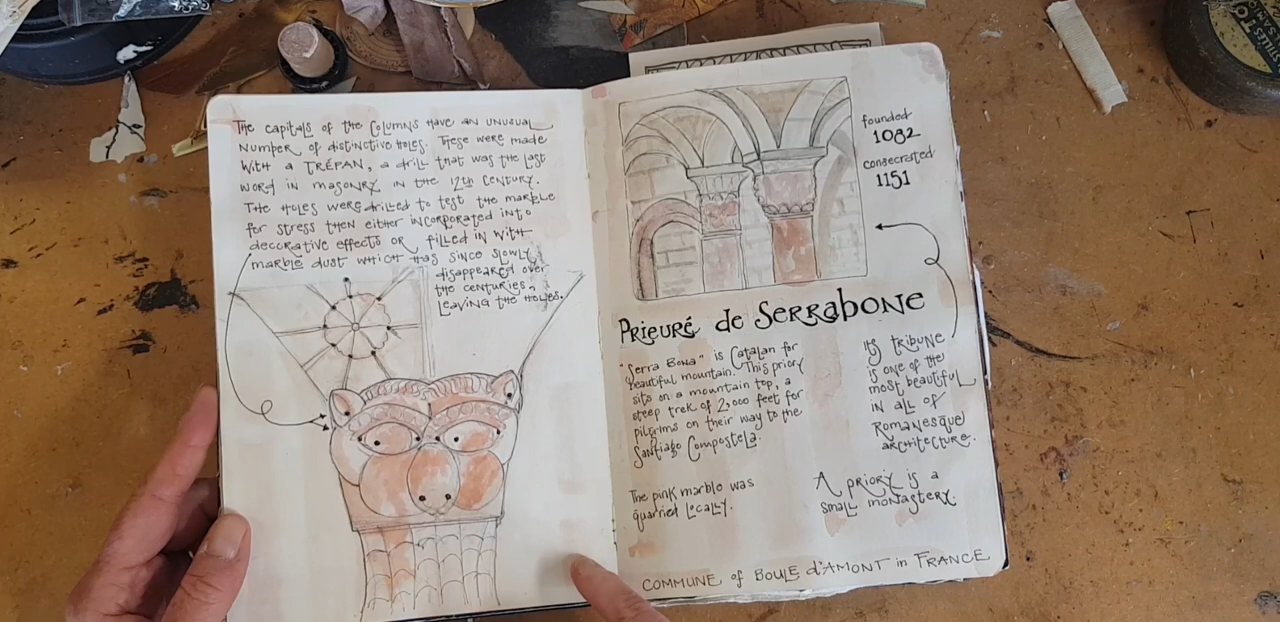 The capitals of the columns have an unusual
number of distinctive holes. These were made
with a TRÉPAN, a drill that was the last
word in masonry in the 12th century.
The holes were drilled to test the marble
for stress then either incorporated into
decorative effects or filled in with
marble dust which has since slowly
disappeared over
the centuries,
leaving the holes.
founded
1082
consecrated
1151
Prieuré de Serrabone
"Serra Bona" is Catalan for
beautiful mountain. This priory
sits on a mountain top, a
steep trek of 2,000 feet for
pilgrims on their way to the
Santiago Compostela.
The pink marble was
quarried locally.
Its tribune
is one of the
most beautiful
in all of
Romanesque
architecture.
A priory is a
small monastery.
COMMUNE of BOULE d'AMONT in FRANCE